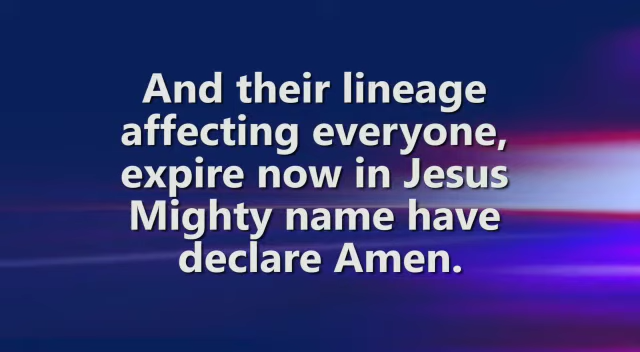 And their lineage
affecting everyone,
expire now in Jesus
Mighty name have
declare Amen.